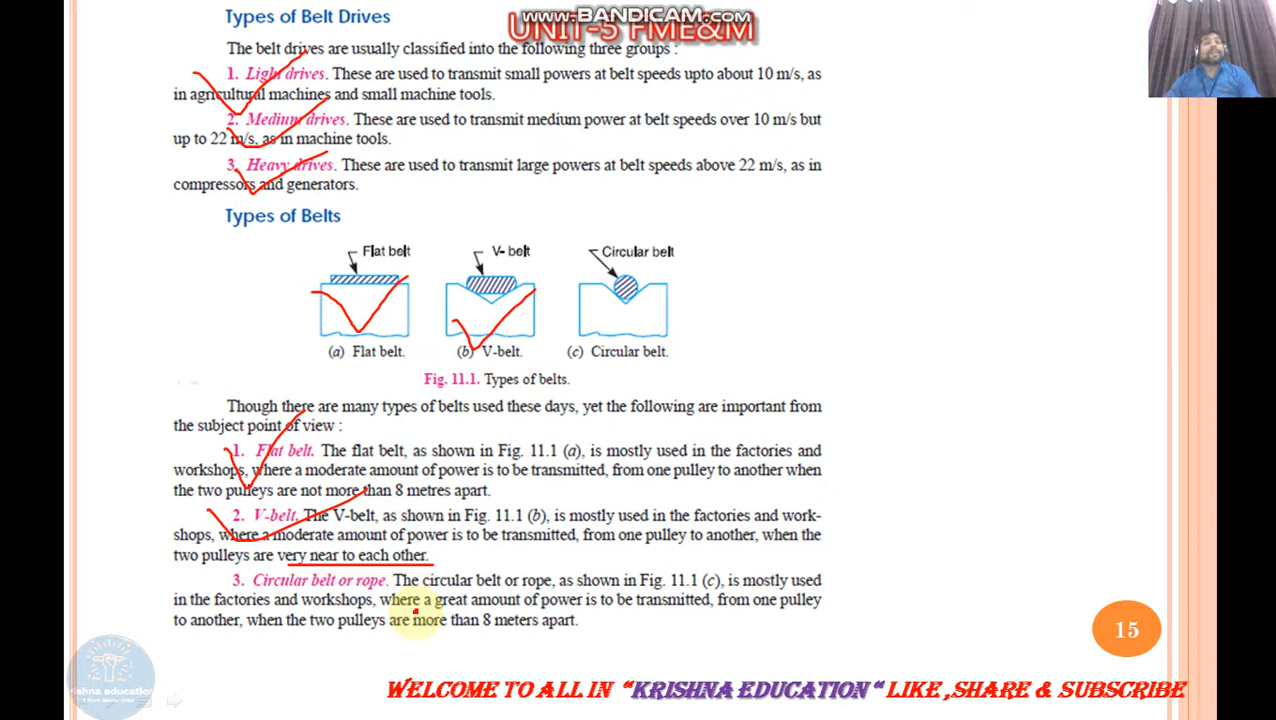 Types of Belt Drives
www.BANDICAM.com
UNIT-5 FME&M
The belt drives are usually classified into the following three groups :
1. Light drives. These are used to transmit small powers at belt speeds upto about 10 m/s, as
in agricultural machines and small machine tools.
2. Medium drives. These are used to transmit medium power at belt speeds over 10 m/s but
up to 22 m/s, as in machine tools.
3. Heavy drives. These are used to transmit large powers at belt speeds above 22 m/s, as in
compressors and generators.
Types of Belts
Flat belt
V- belt
Circular belt
(a) Flat belt.
(b) V-belt.
(c) Circular belt.
Fig. 11.1. Types of belts.
Though there are many types of belts used these days, yet the following are important from
the subject point of view :
1. Flat belt. The flat belt, as shown in Fig. 11.1 (a), is mostly used in the factories and
workshops, where a moderate amount of power is to be transmitted, from one pulley to another when
the two pulleys are not more than 8 metres apart.
2. V-belt. The V-belt, as shown in Fig. 11.1 (b), is mostly used in the factories and work-
shops, where a moderate amount of power is to be transmitted, from one pulley to another, when the
two pulleys are very near to each other.
3. Circular belt or rope. The circular belt or rope, as shown in Fig. 11.1 (c), is mostly used
in the factories and workshops, where a great amount of power is to be transmitted, from one pulley
to another, when the two pulleys are more than 8 meters apart.
15
WELCOME TO ALL IN "KRISHNA EDUCATION" LIKE ,SHARE & SUBSCRIBE